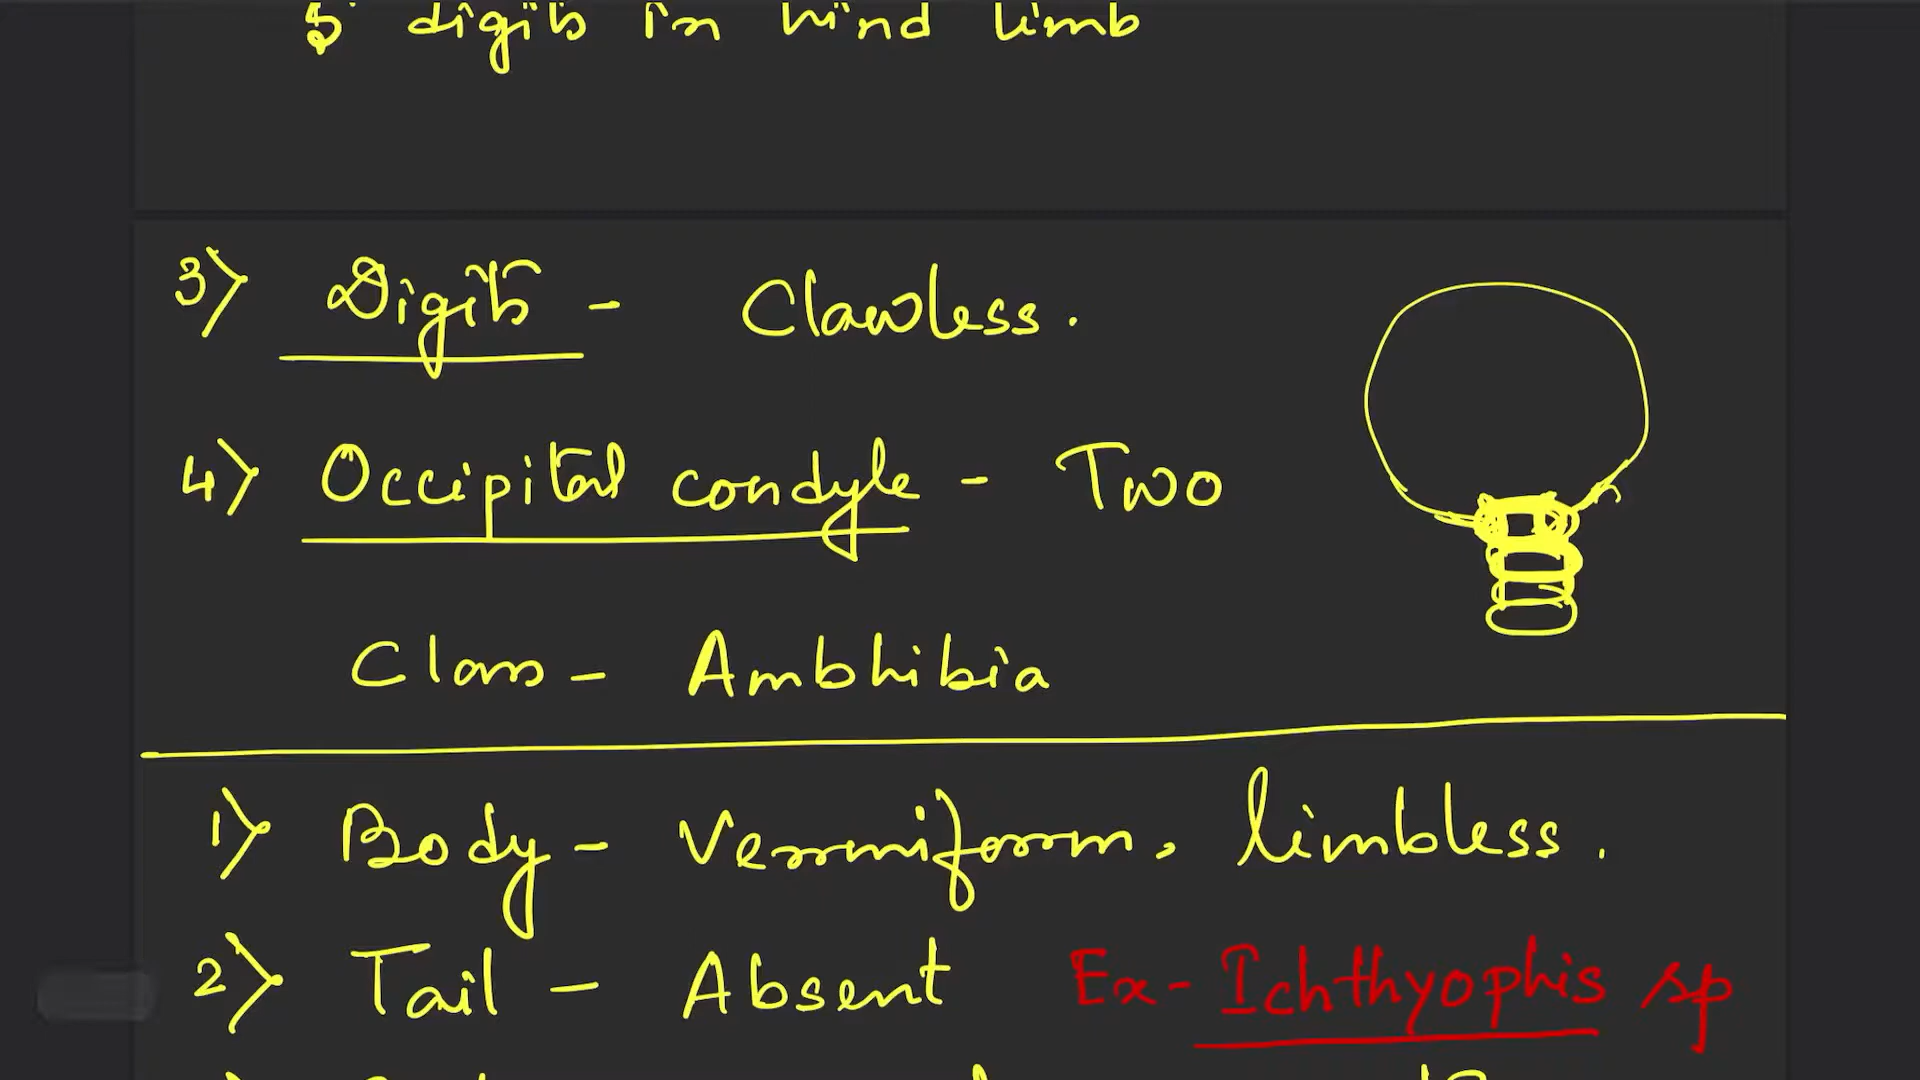 5 digits in hind limb
3) Digits - Clawless.
4) Occipital condyle - Two
Class - Ambhibia
1) Body - Vermiform, limbless.
2) Tail - Absent Ex - Ichthyophis sp